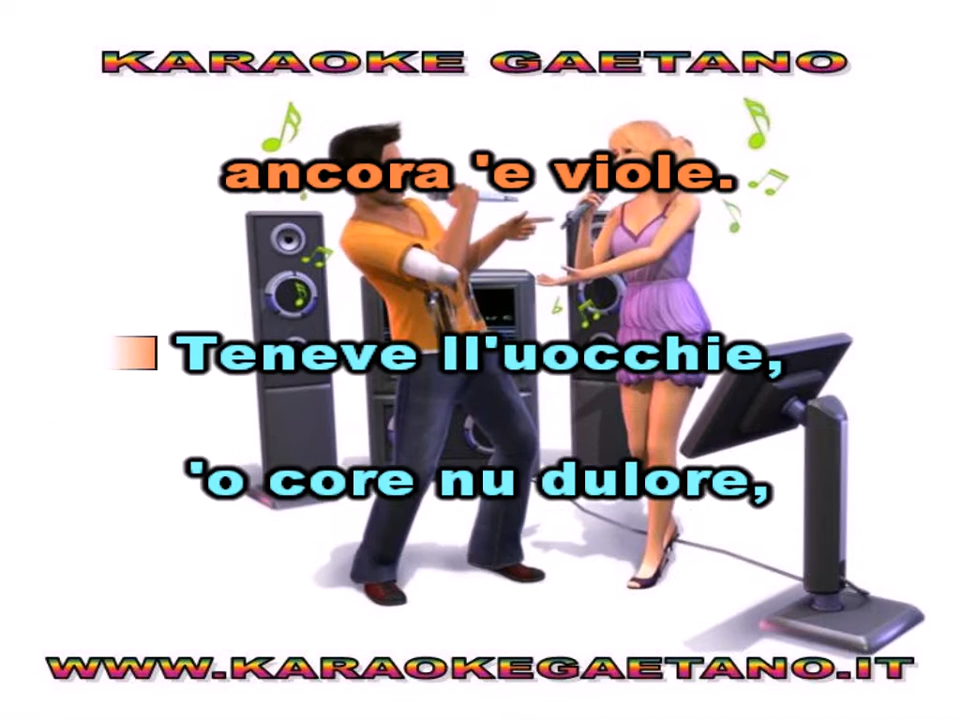 KARAOKE GAETANO
ancora 'e viole.
Teneve ll'uocchie,
'o core nu dulore,
WWW.KARAOKEGAETANO.IT